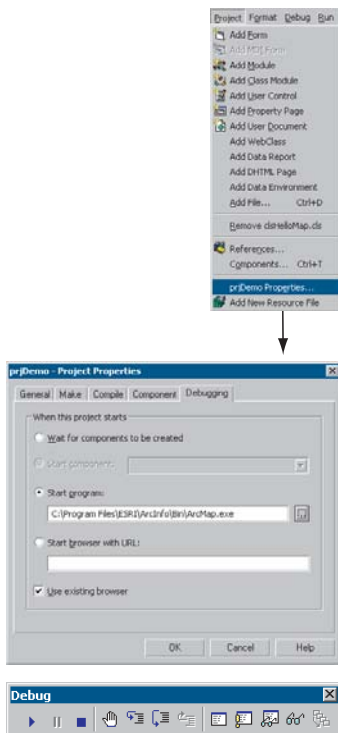 Project Format Debug Run
Add Form
Add MDI Form
Add Module
Add Class Module
Add User Control
Add Property Page
Add User Document
Add WebClass
Add Data Report
Add DHTML Page
Add Data Environment
Add File... Ctrl+D
Remove clsHelloMap.cls
References...
Components... Ctrl+T
prjDemo Properties...
Add New Resource File
prjDemo - Project Properties
General Make Compile Component Debugging
When this project starts
Wait for components to be created
Start component:
Start program:
C:\Program Files\ESRI\ArcInfo\Bin\ArcMap.exe
...
Start browser with URL:
Use existing browser
OK Cancel Help
Debug